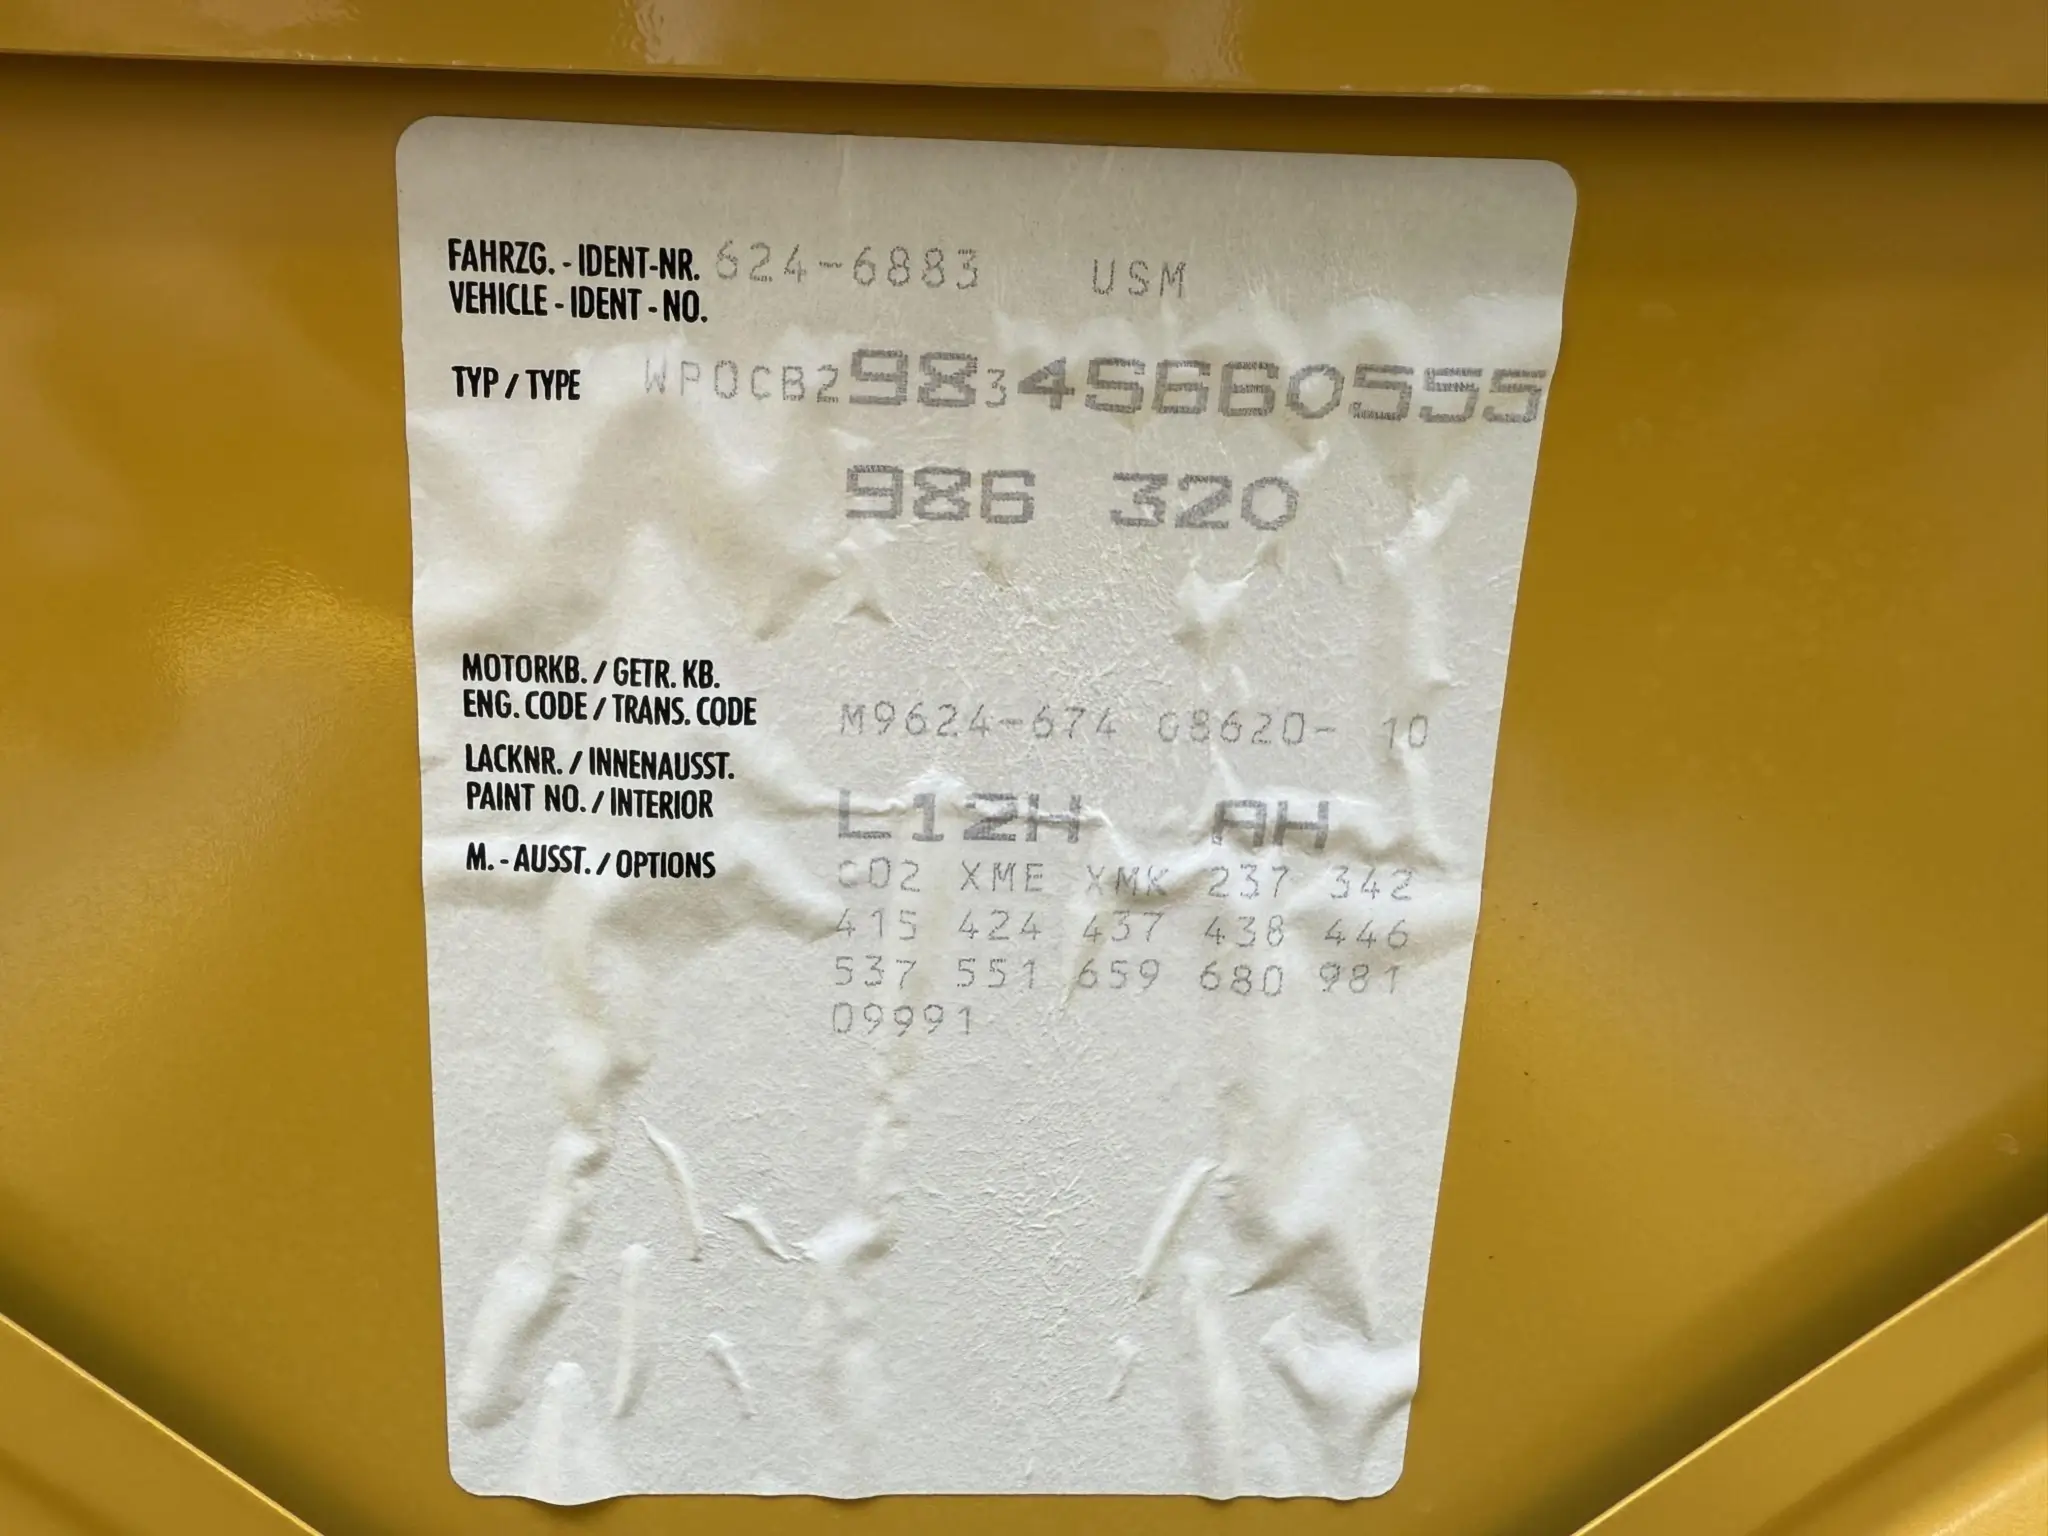 FAHRZG. - IDENT-NR. 624-6883 USM
VEHICLE - IDENT - NO.
TYP / TYPE WP0CB29834S660555
986 320
MOTORKB. / GETR. KB.
ENG. CODE / TRANS. CODE M9624-674 G8620- 10
LACKNR. / INNENAUSST.
PAINT NO. / INTERIOR L12H AH
M. - AUSST. / OPTIONS C02 XME XMK 237 342
415 424 437 438 446
537 551 659 680 981
09991